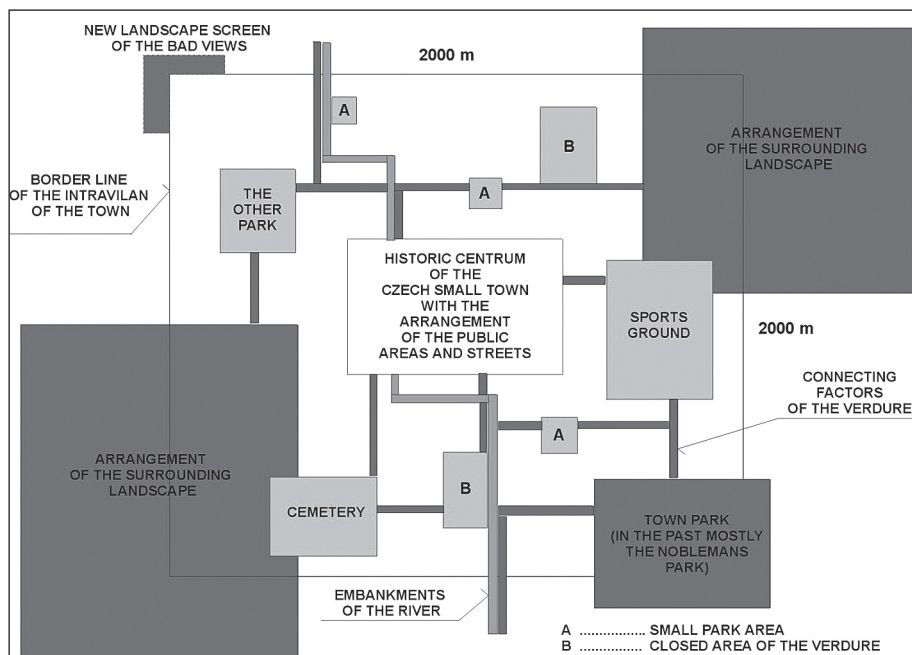 NEW LANDSCAPE SCREEN
OF THE BAD VIEWS
2000 m
A
B
ARRANGEMENT
OF THE SURROUNDING
LANDSCAPE
BORDER LINE
OF THE INTRAVILAN
OF THE TOWN
THE
OTHER
PARK
A
HISTORIC CENTRUM
OF THE
CZECH SMALL TOWN
WITH THE
ARRANGEMENT
OF THE PUBLIC
AREAS AND STREETS
SPORTS
GROUND
2000 m
CONNECTING
FACTORS
OF THE VERDURE
A
ARRANGEMENT
OF THE SURROUNDING
LANDSCAPE
B
CEMETERY
TOWN PARK
(IN THE PAST MOSTLY
THE NOBLEMANS
PARK)
EMBANKMENTS
OF THE RIVER
A ................ SMALL PARK AREA
B ................ CLOSED AREA OF THE VERDURE